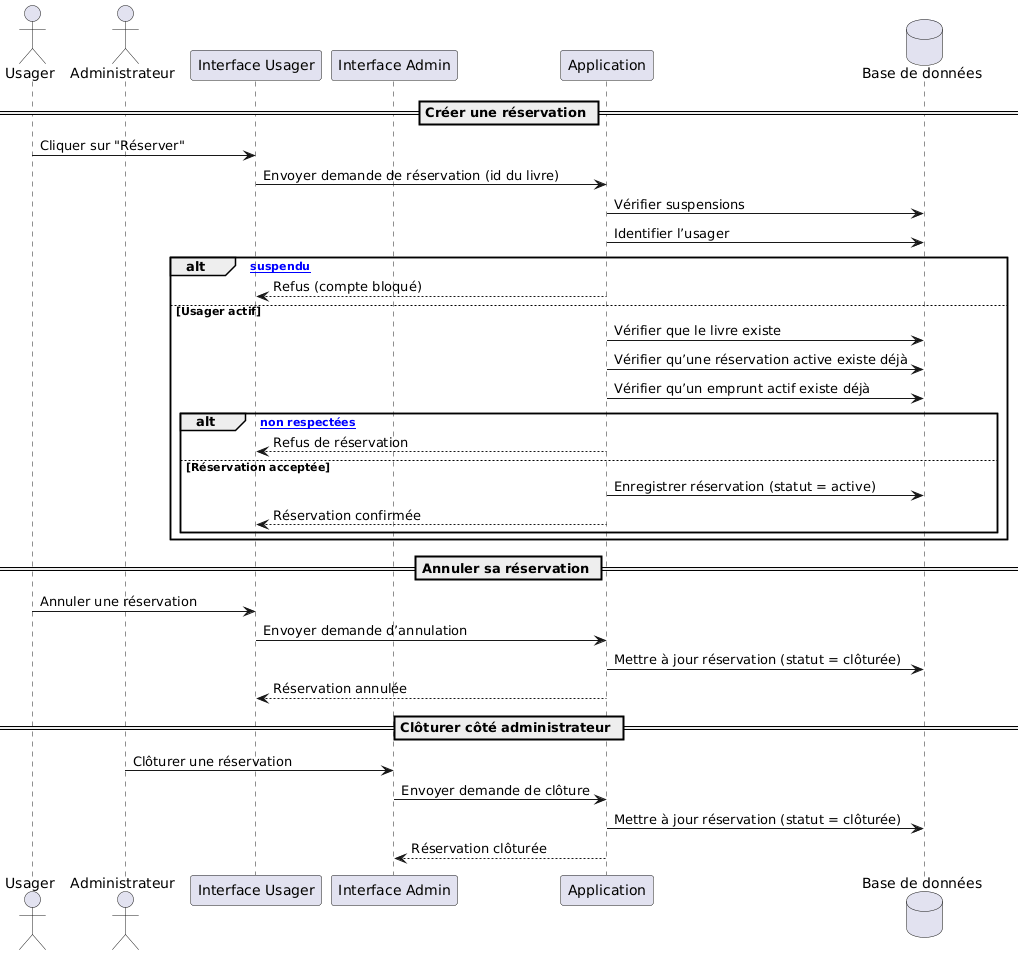 Usager
Administrateur
Interface Usager
Interface Admin
Application
Base de données
Créer une réservation
Cliquer sur "Réserver"
Envoyer demande de réservation (id du livre)
Vérifier suspensions
Identifier l’usager
alt
suspendu
Refus (compte bloqué)
[Usager actif]
Vérifier que le livre existe
Vérifier qu’une réservation active existe déjà
Vérifier qu’un emprunt actif existe déjà
alt
non respectées
Refus de réservation
[Réservation acceptée]
Enregistrer réservation (statut = active)
Réservation confirmée
Annuler sa réservation
Annuler une réservation
Envoyer demande d’annulation
Mettre à jour réservation (statut = clôturée)
Réservation annulée
Clôturer côté administrateur
Clôturer une réservation
Envoyer demande de clôture
Mettre à jour réservation (statut = clôturée)
Réservation clôturée
Usager
Administrateur
Interface Usager
Interface Admin
Application
Base de données